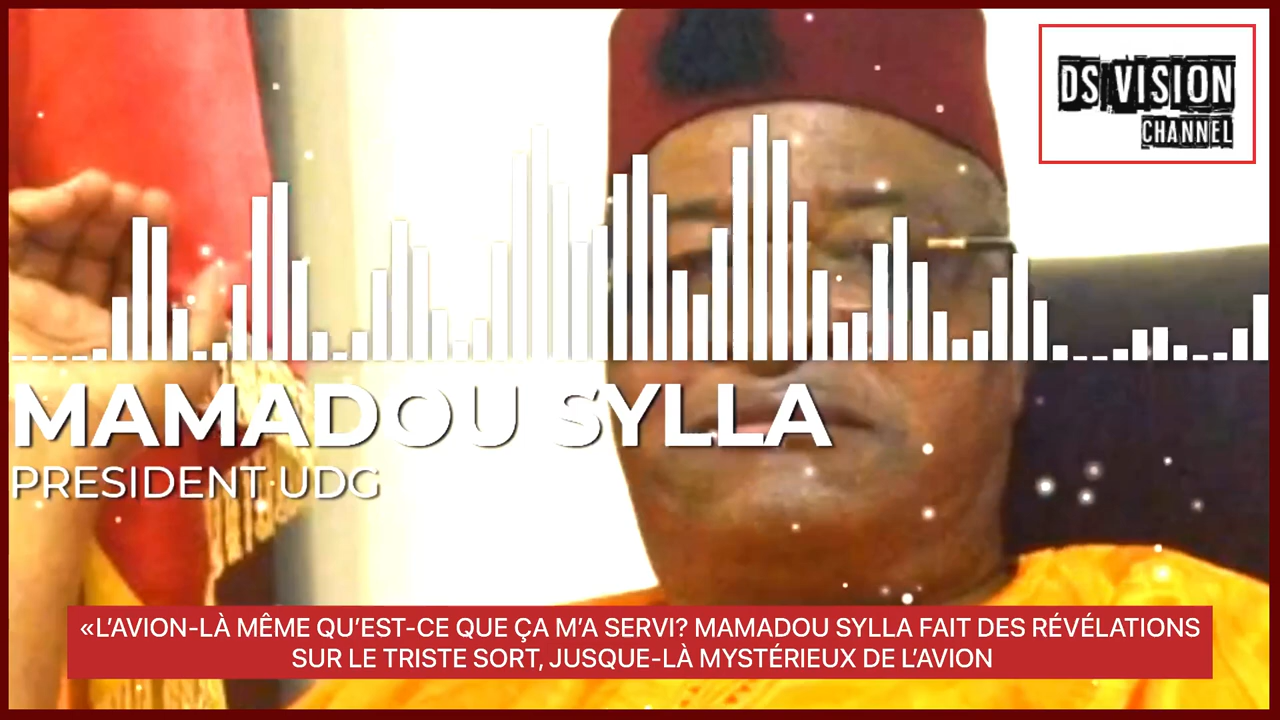 DS VISION
CHANNEL
MAMADOU SYLLA
PRESIDENT UDG
«L'AVION-LÀ MÊME QU'EST-CE QUE ÇA M'A SERVI? MAMADOU SYLLA FAIT DES RÉVÉLATIONS
SUR LE TRISTE SORT, JUSQUE-LÀ MYSTÉRIEUX DE L'AVION